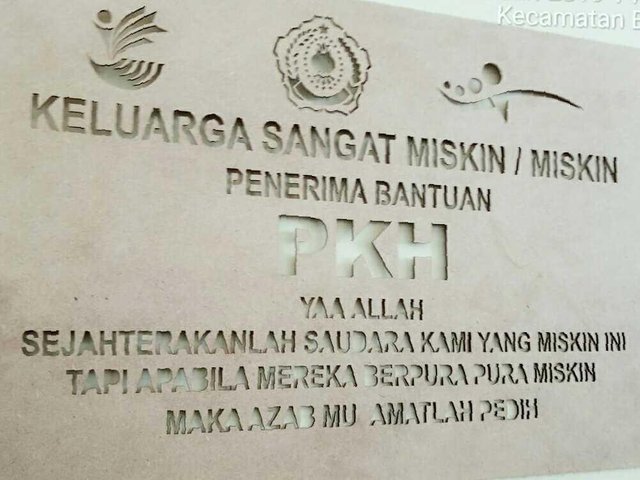 Kecamatan
KELUARGA SANGAT MISKIN / MISKIN
PENERIMA BANTUAN
PKH
YAA ALLAH
SEJAHTERAKANLAH SAUDARA KAMI YANG MISKIN INI
TAPI APABILA MEREKA BERPURA PURA MISKIN
MAKA AZAB MU AMATLAH PEDIH